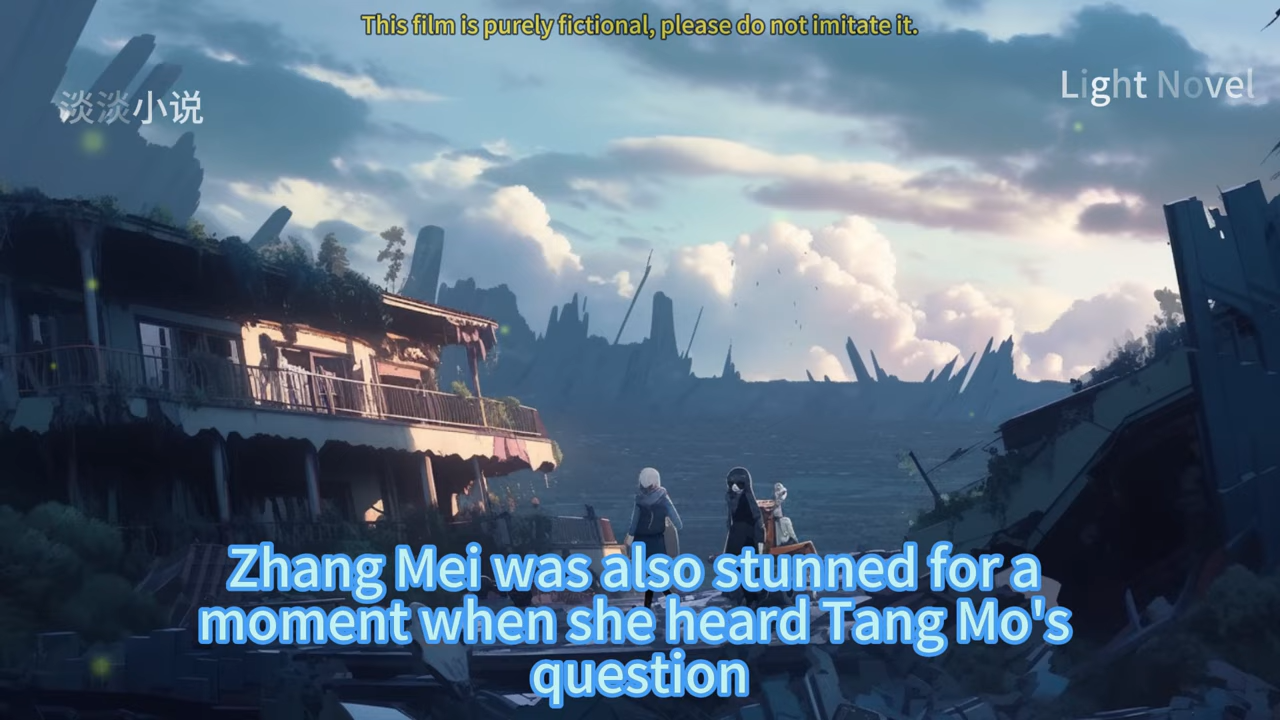 This film is purely fictional, please do not imitate it.
淡淡小说
Light Novel
Zhang Mei was also stunned for a
moment when she heard Tang Mo's
question